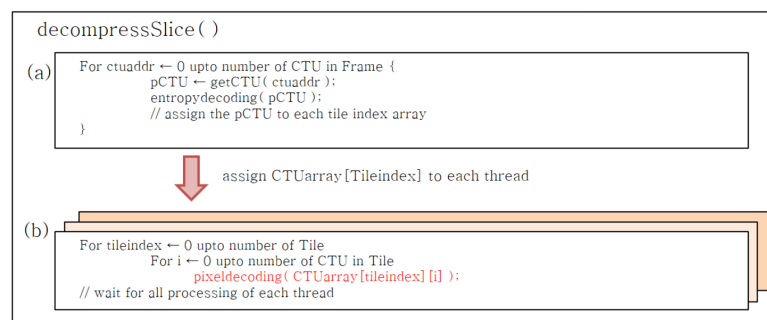 decompressSlice()
(a)
For ctuaddr ← 0 upto number of CTU in Frame {
pCTU ← getCTU( ctuaddr );
entropydecoding( pCTU );
// assign the pCTU to each tile index array
}
assign CTUarray[Tileindex] to each thread
(b)
For tileindex ← 0 upto number of Tile
For i ← 0 upto number of CTU in Tile
pixeldecoding( CTUarray[tileindex][i] );
// wait for all processing of each thread